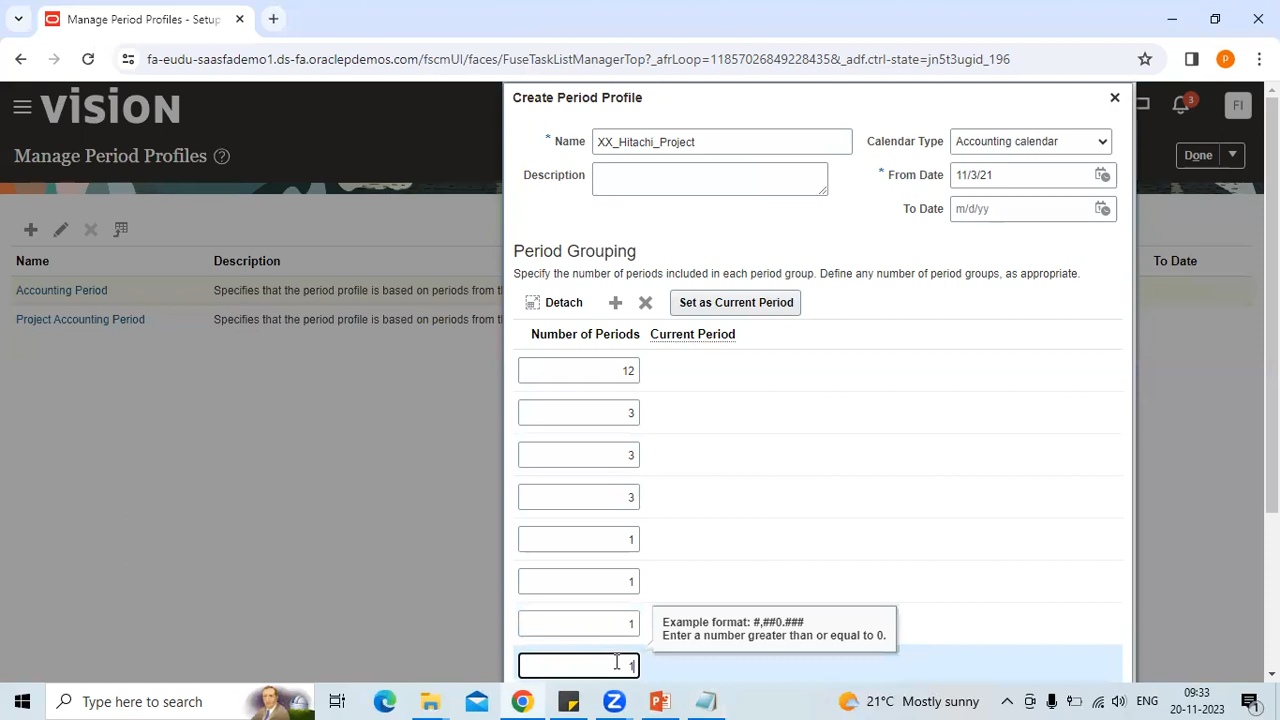 Manage Period Profiles - Setup
fa-eudu-saasfademo1.ds-fa.oraclepdemos.com/fscmUI/faces/FuseTaskListManagerTop?_afrLoop=11857026849228435&_adf.ctrl-state=jn5t3ugid_196
P
VISION
3
FI
Manage Period Profiles ?
Done
Name
Description
To Date
Accounting Period
Specifies that the period profile is based on periods from t
Project Accounting Period
Specifies that the period profile is based on periods from t
Create Period Profile
* Name XX_Hitachi_Project
Calendar Type Accounting calendar
Description
* From Date 11/3/21
To Date m/d/yy
Period Grouping
Specify the number of periods included in each period group. Define any number of period groups, as appropriate.
Detach
Set as Current Period
Number of Periods Current Period
12
3
3
3
1
1
1
Example format: #,##0.###
Enter a number greater than or equal to 0.
1
Type here to search
21°C Mostly sunny
ENG
09:33
20-11-2023
1